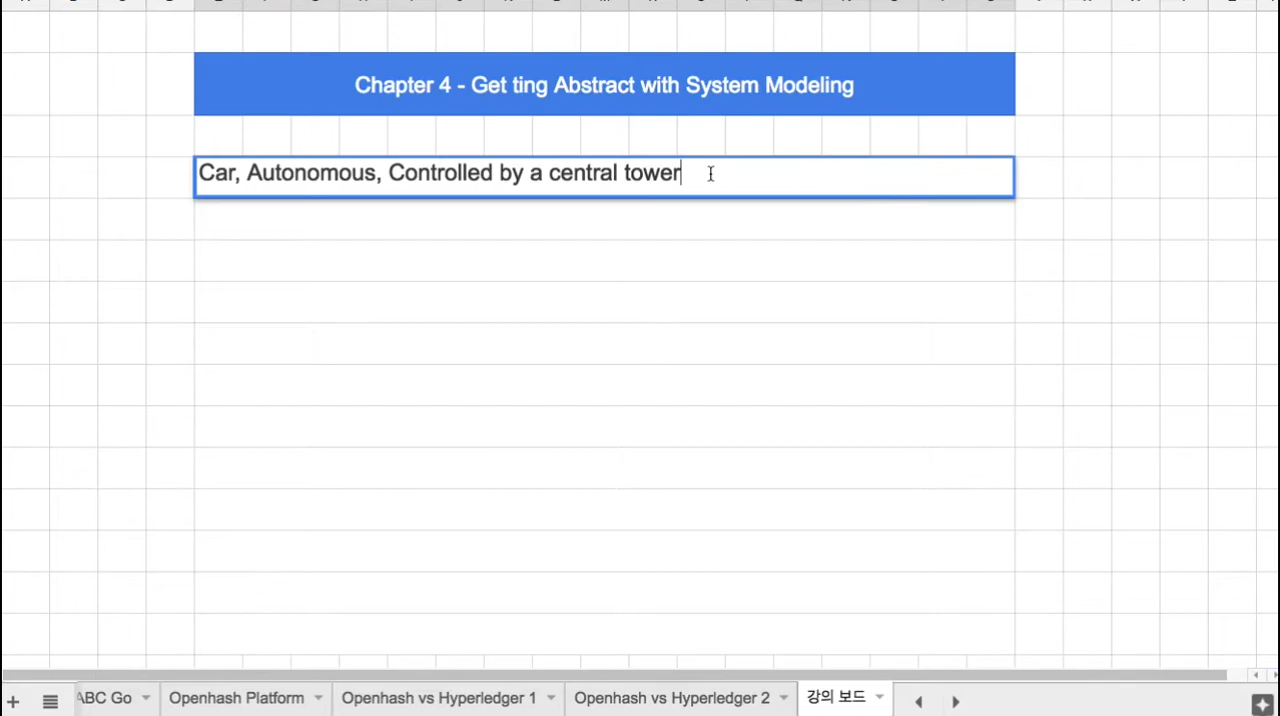 Chapter 4 - Get ting Abstract with System Modeling
Car, Autonomous, Controlled by a central tower
ABC Go
Openhash Platform
Openhash vs Hyperledger 1
Openhash vs Hyperledger 2
강의 보드